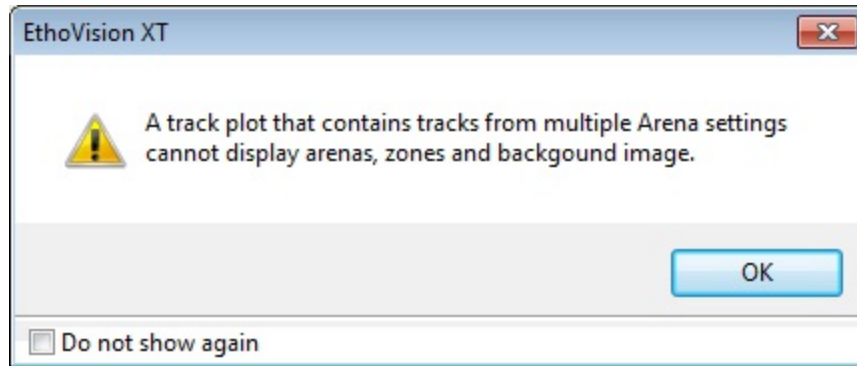 EthoVision XT
A track plot that contains tracks from multiple Arena settings
cannot display arenas, zones and backgound image.
OK
Do not show again